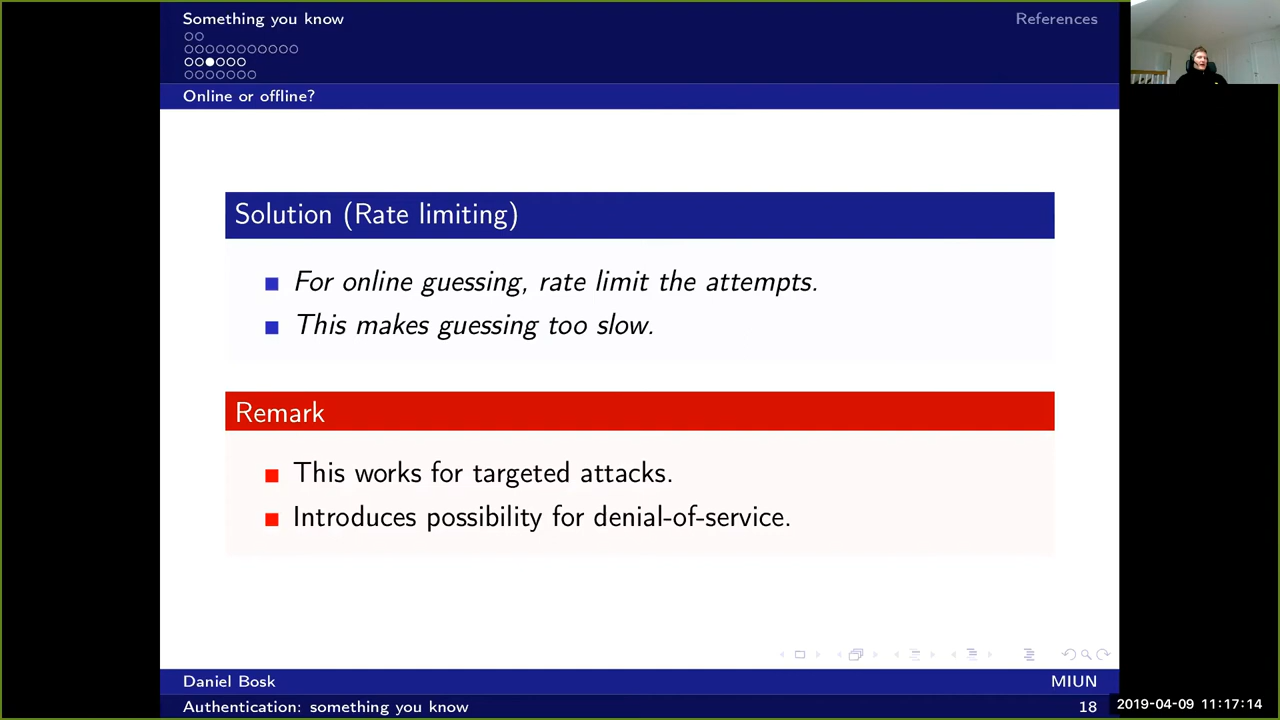 Something you know
References
Online or offline?
Solution (Rate limiting)
For online guessing, rate limit the attempts.
This makes guessing too slow.
Remark
This works for targeted attacks.
Introduces possibility for denial-of-service.
Daniel Bosk
MIUN
Authentication: something you know
18
2019-04-09 11:17:14